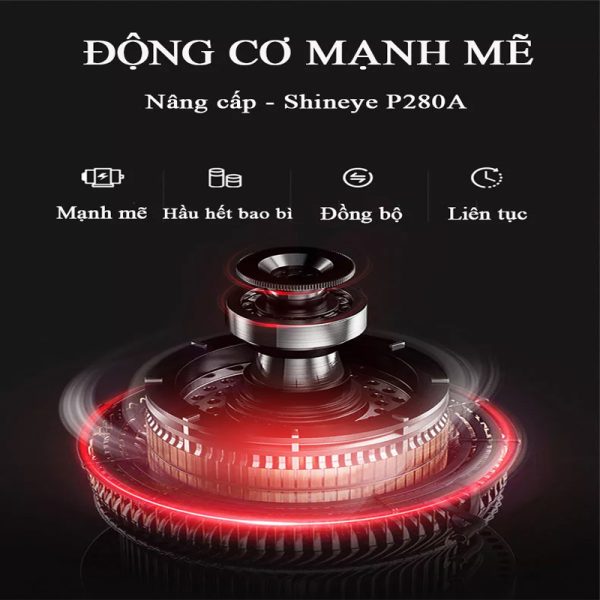 ĐỘNG CƠ MẠNH MẼ
Nâng cấp - Shineye P280A
Mạnh mẽ Hầu hết bao bì Đồng bộ Liên tục